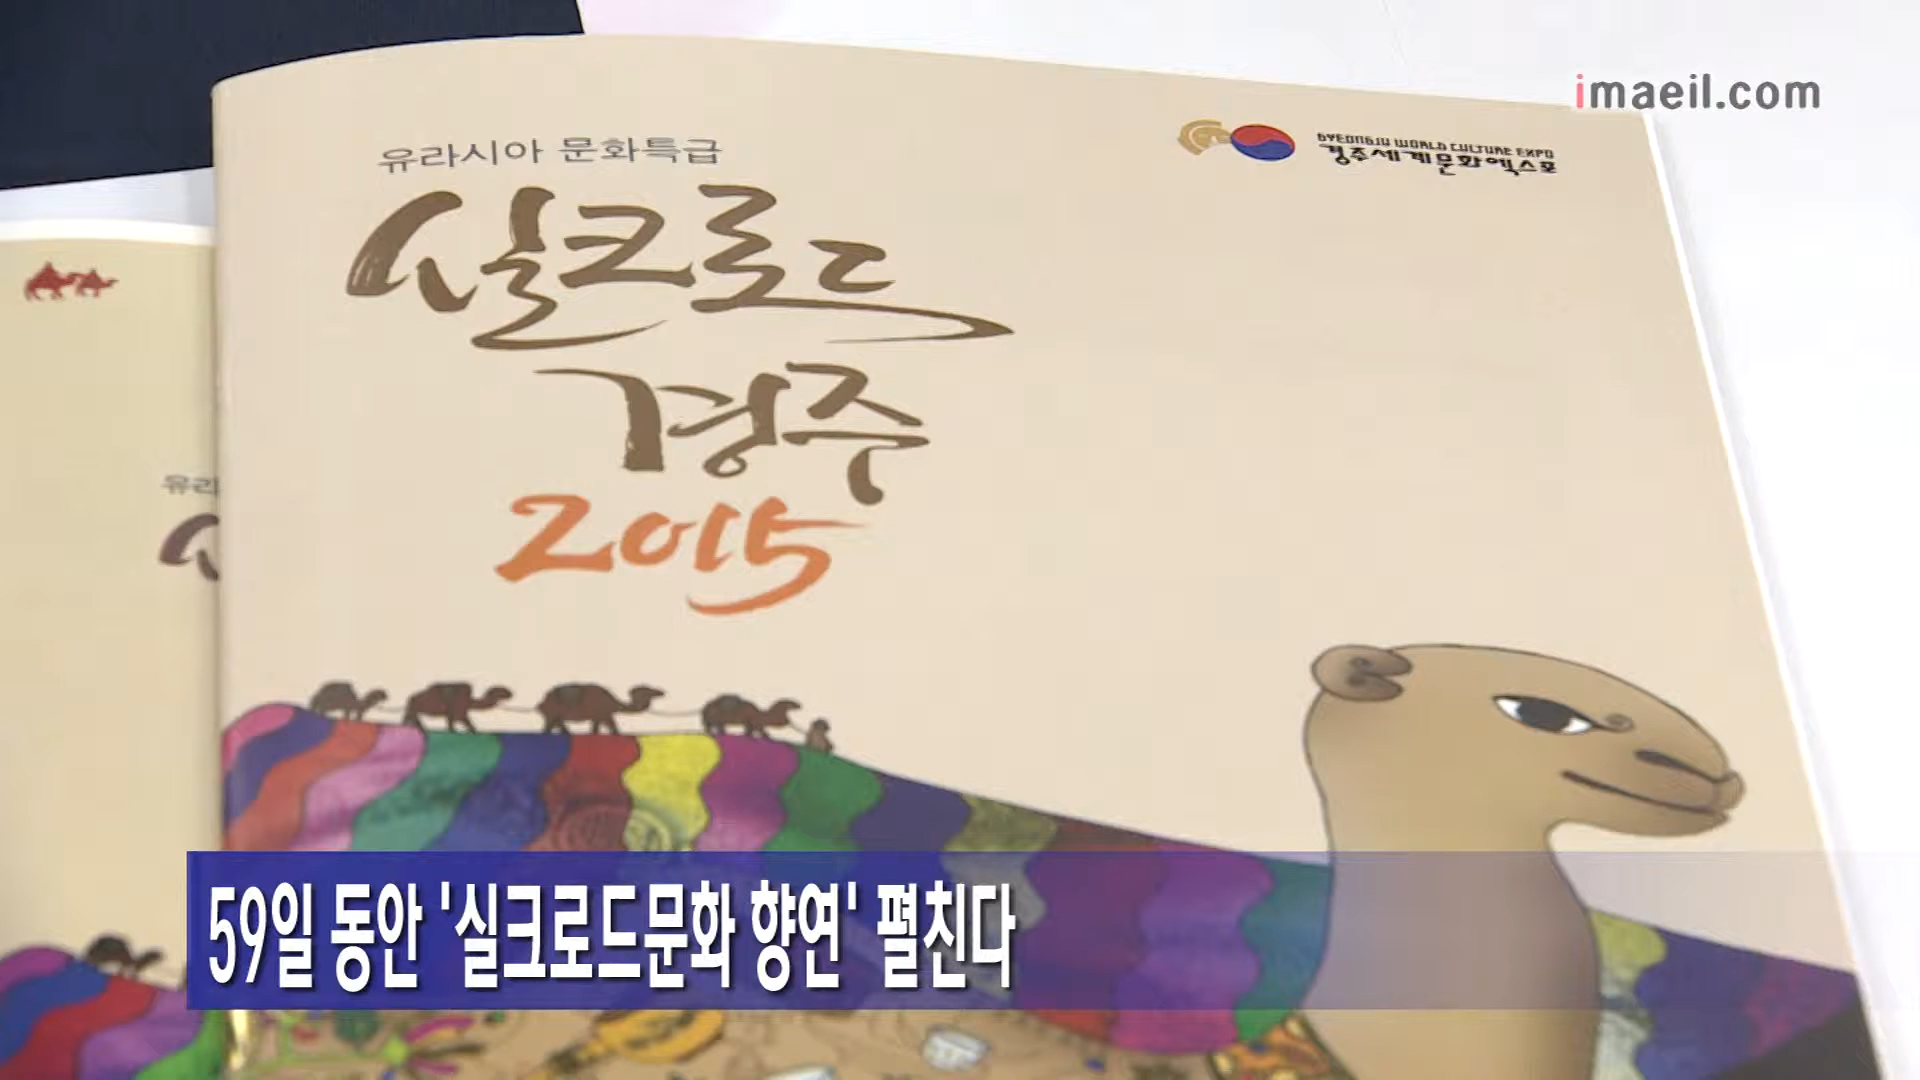 imaeil.com
유라시아 문화특급
실크로드
경주
2015
GYEONGJU WORLD CULTURE EXPO
경주세계문화엑스포
유라
59일 동안 '실크로드문화 향연' 펼친다